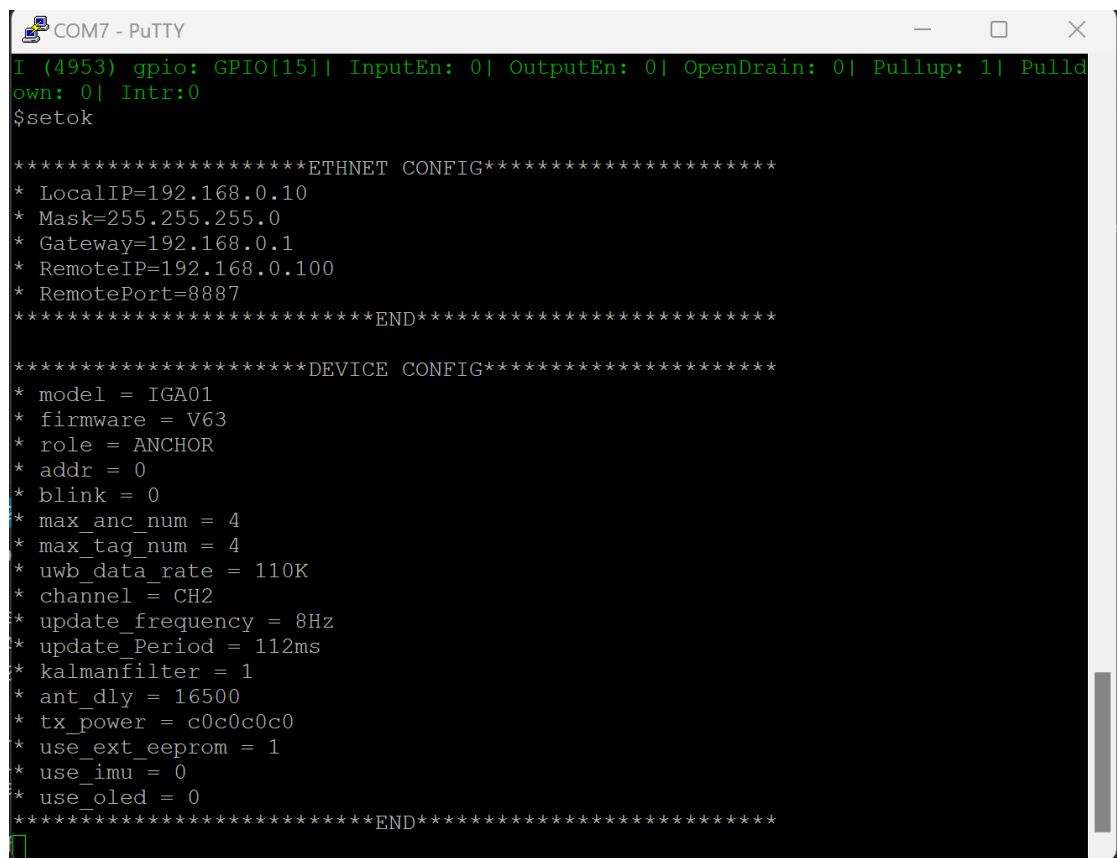 COM7 - PuTTY
I (4953) gpio: GPIO[15]| InputEn: 0| OutputEn: 0| OpenDrain: 0| Pullup: 1| Pulld
own: 0| Intr:0
$setok
**********************ETHNET CONFIG**********************
* LocalIP=192.168.0.10
* Mask=255.255.255.0
* Gateway=192.168.0.1
* RemoteIP=192.168.0.100
* RemotePort=8887
***************************END***************************
**********************DEVICE CONFIG**********************
* model = IGA01
* firmware = V63
* role = ANCHOR
* addr = 0
* blink = 0
* max_anc_num = 4
* max_tag_num = 4
* uwb_data_rate = 110K
* channel = CH2
* update_frequency = 8Hz
* update_Period = 112ms
* kalmanfilter = 1
* ant_dly = 16500
* tx_power = c0c0c0c0
* use_ext_eeprom = 1
* use_imu = 0
* use_oled = 0
***************************END***************************